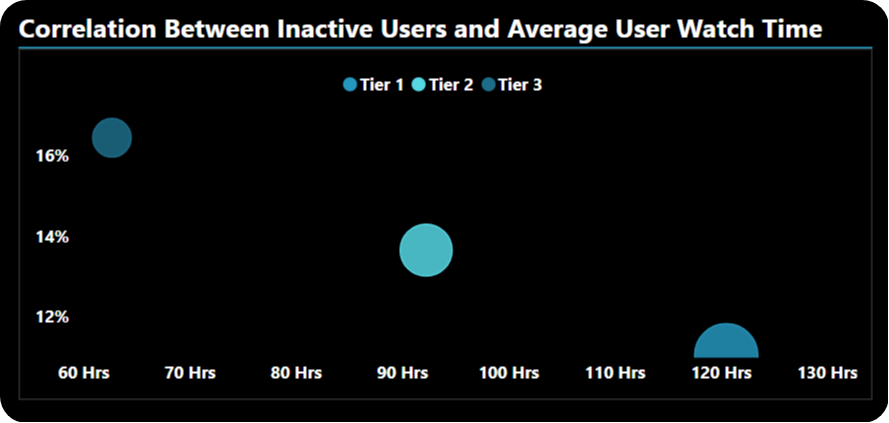 Correlation Between Inactive Users and Average User Watch Time
Tier 1 Tier 2 Tier 3
16%
14%
12%
60 Hrs 70 Hrs 80 Hrs 90 Hrs 100 Hrs 110 Hrs 120 Hrs 130 Hrs